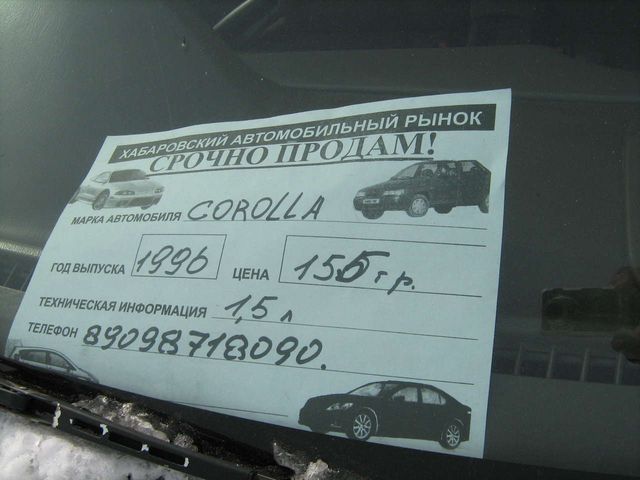 ХАБАРОВСКИЙ АВТОМОБИЛЬНЫЙ РЫНОК
СРОЧНО ПРОДАМ!
МАРКА АВТОМОБИЛЯ COROLLA
ГОД ВЫПУСКА 1996 ЦЕНА 155 т р.
ТЕХНИЧЕСКАЯ ИНФОРМАЦИЯ 1,5 л
ТЕЛЕФОН 89098718090.